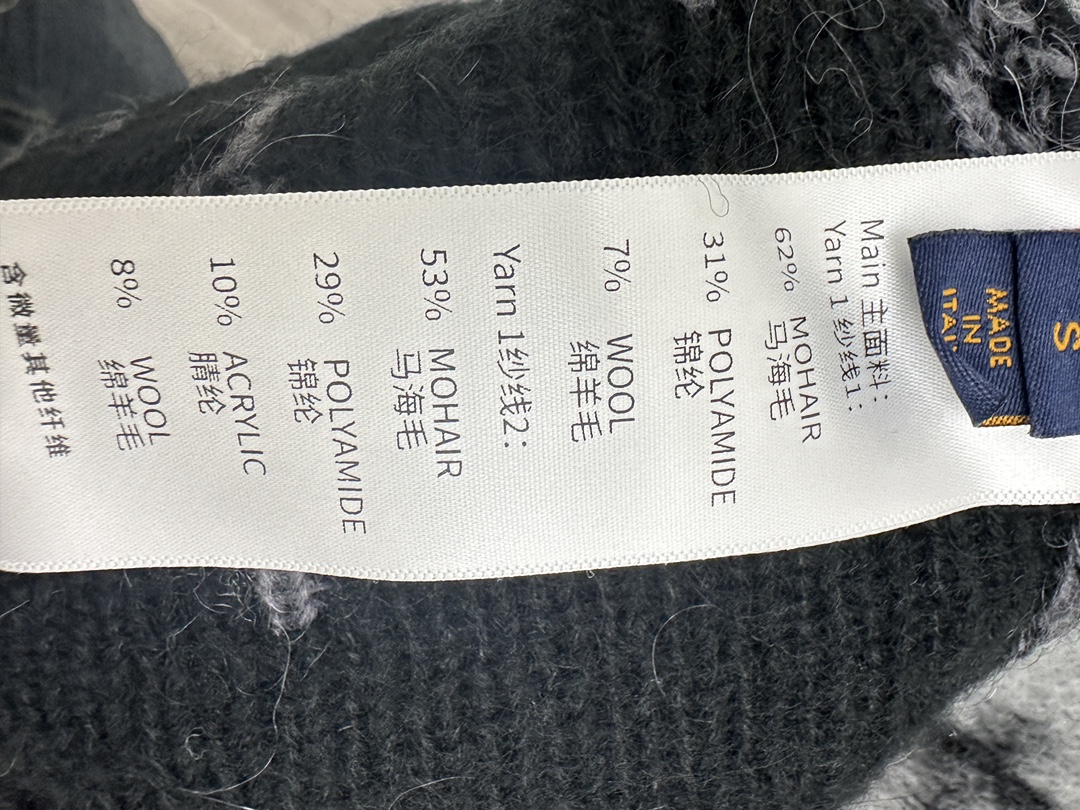 S
MADE
IN
Main 主面料：
Yarn 1 纱线1：
62% MOHAIR
马海毛
31% POLYAMIDE
锦纶
7% WOOL
绵羊毛
Yarn 1纱线2：
53% MOHAIR
马海毛
29% POLYAMIDE
锦纶
10% ACRYLIC
腈纶
8% WOOL
绵羊毛
含微量其他纤维